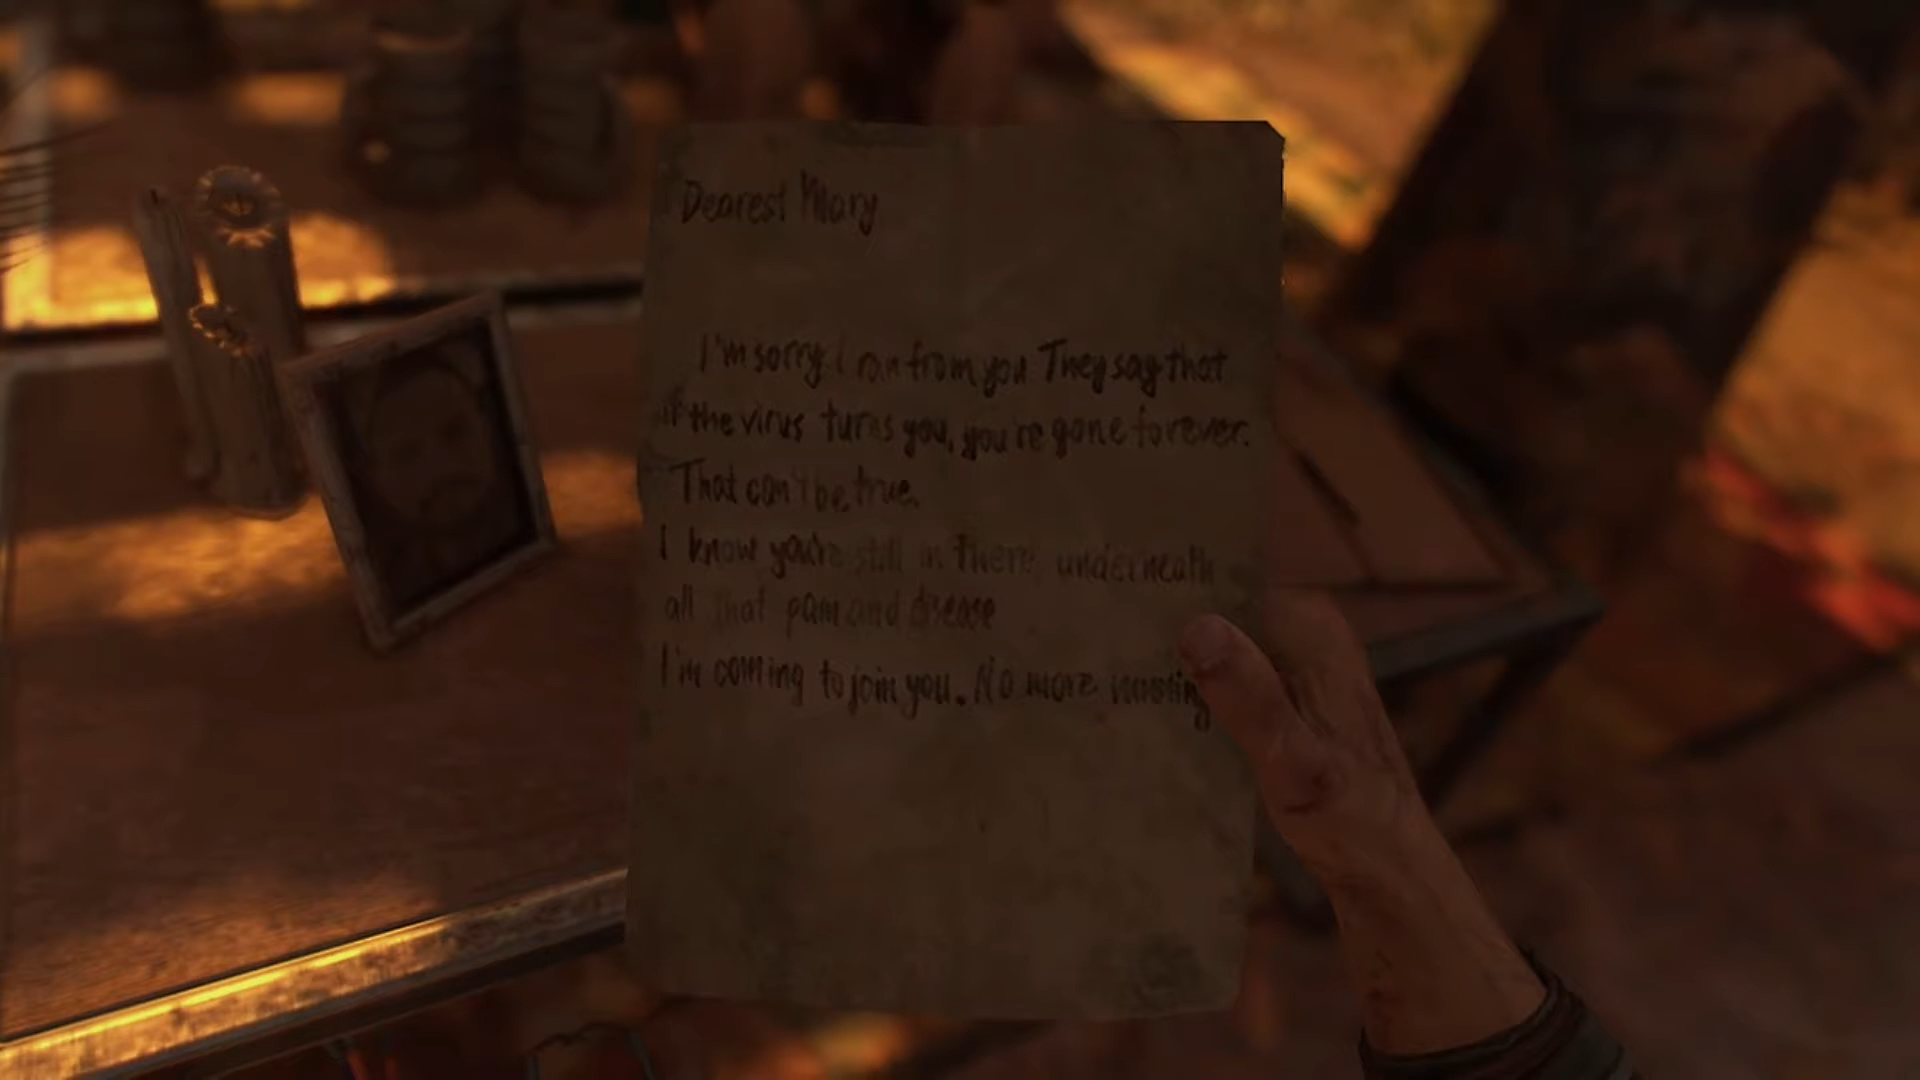 Dearest Mary
I'm sorry I ran from you. They say that
if the virus turns you, you're gone forever.
That can't be true.
I know you're still in there, underneath
all that pain and disease
I'm coming to join you. No more running